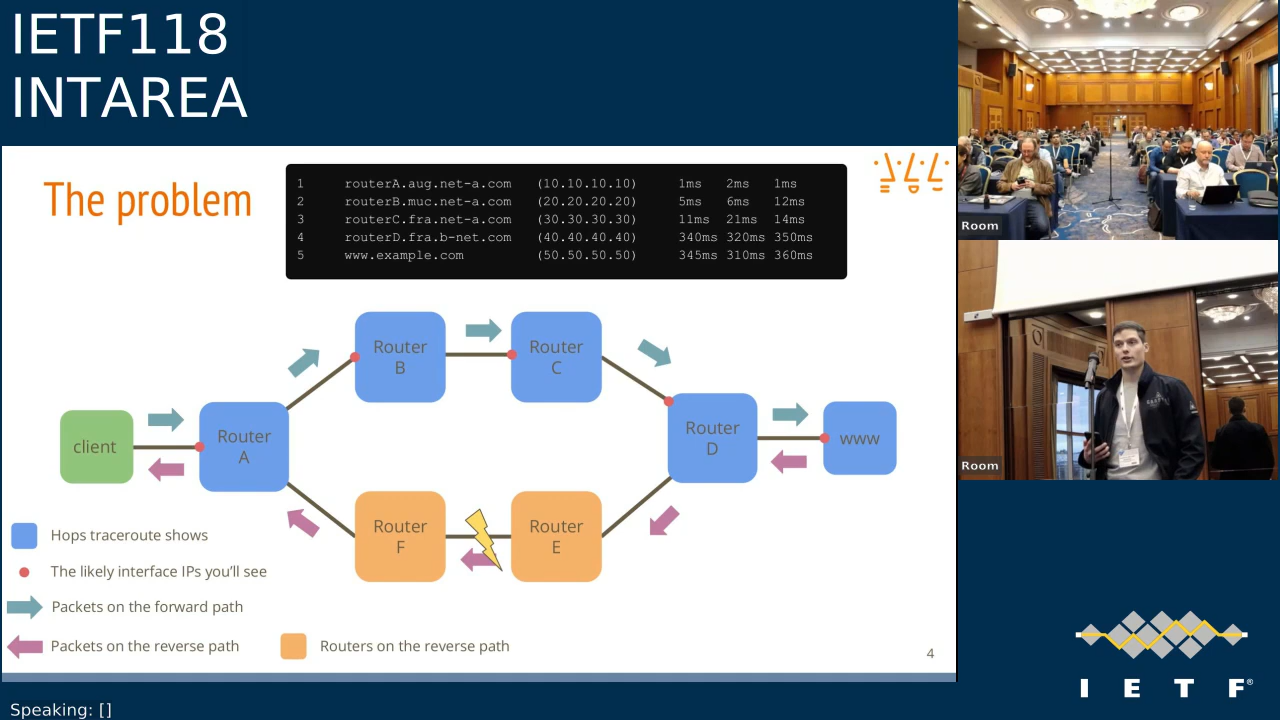 IETF118
INTAREA
The problem
1 routerA.aug.net-a.com (10.10.10.10) 1ms 2ms 1ms
2 routerB.muc.net-a.com (20.20.20.20) 5ms 6ms 12ms
3 routerC.fra.net-a.com (30.30.30.30) 11ms 21ms 14ms
4 routerD.fra.b-net.com (40.40.40.40) 340ms 320ms 350ms
5 www.example.com (50.50.50.50) 345ms 310ms 360ms
Router
B
Router
C
client
Router
A
Router
D
www
Router
F
Router
E
Hops traceroute shows
The likely interface IPs you'll see
Packets on the forward path
Packets on the reverse path
Routers on the reverse path
4
Room
Room
I E T F®
Speaking: []